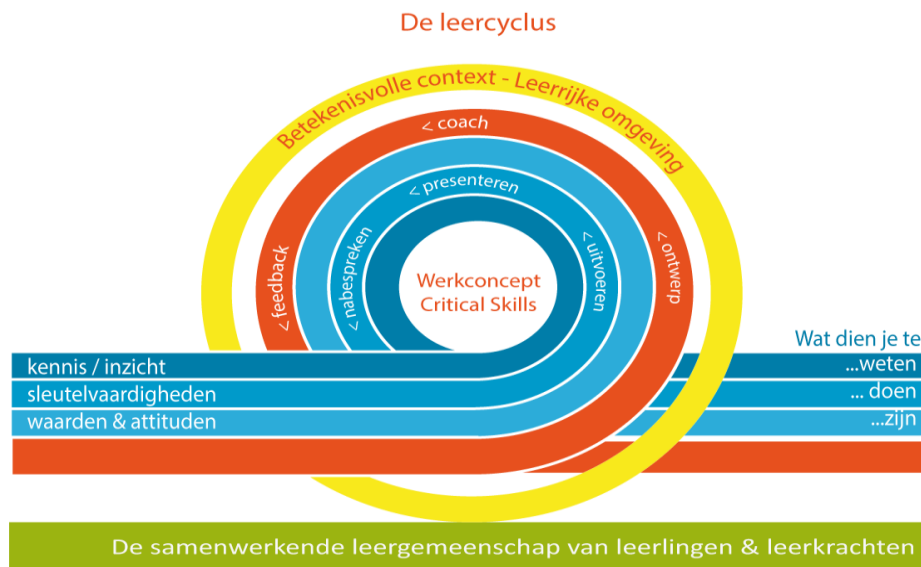 De leercyclus
Betekenisvolle context - Leerrijke omgeving
< coach
< presenteren
< feedback
< nabespreken
< uitvoeren
< ontwerp
Werkconcept
Critical Skills
Wat dien je te
kennis / inzicht
...weten
sleutelvaardigheden
... doen
waarden & attituden
...zijn
De samenwerkende leergemeenschap van leerlingen & leerkrachten